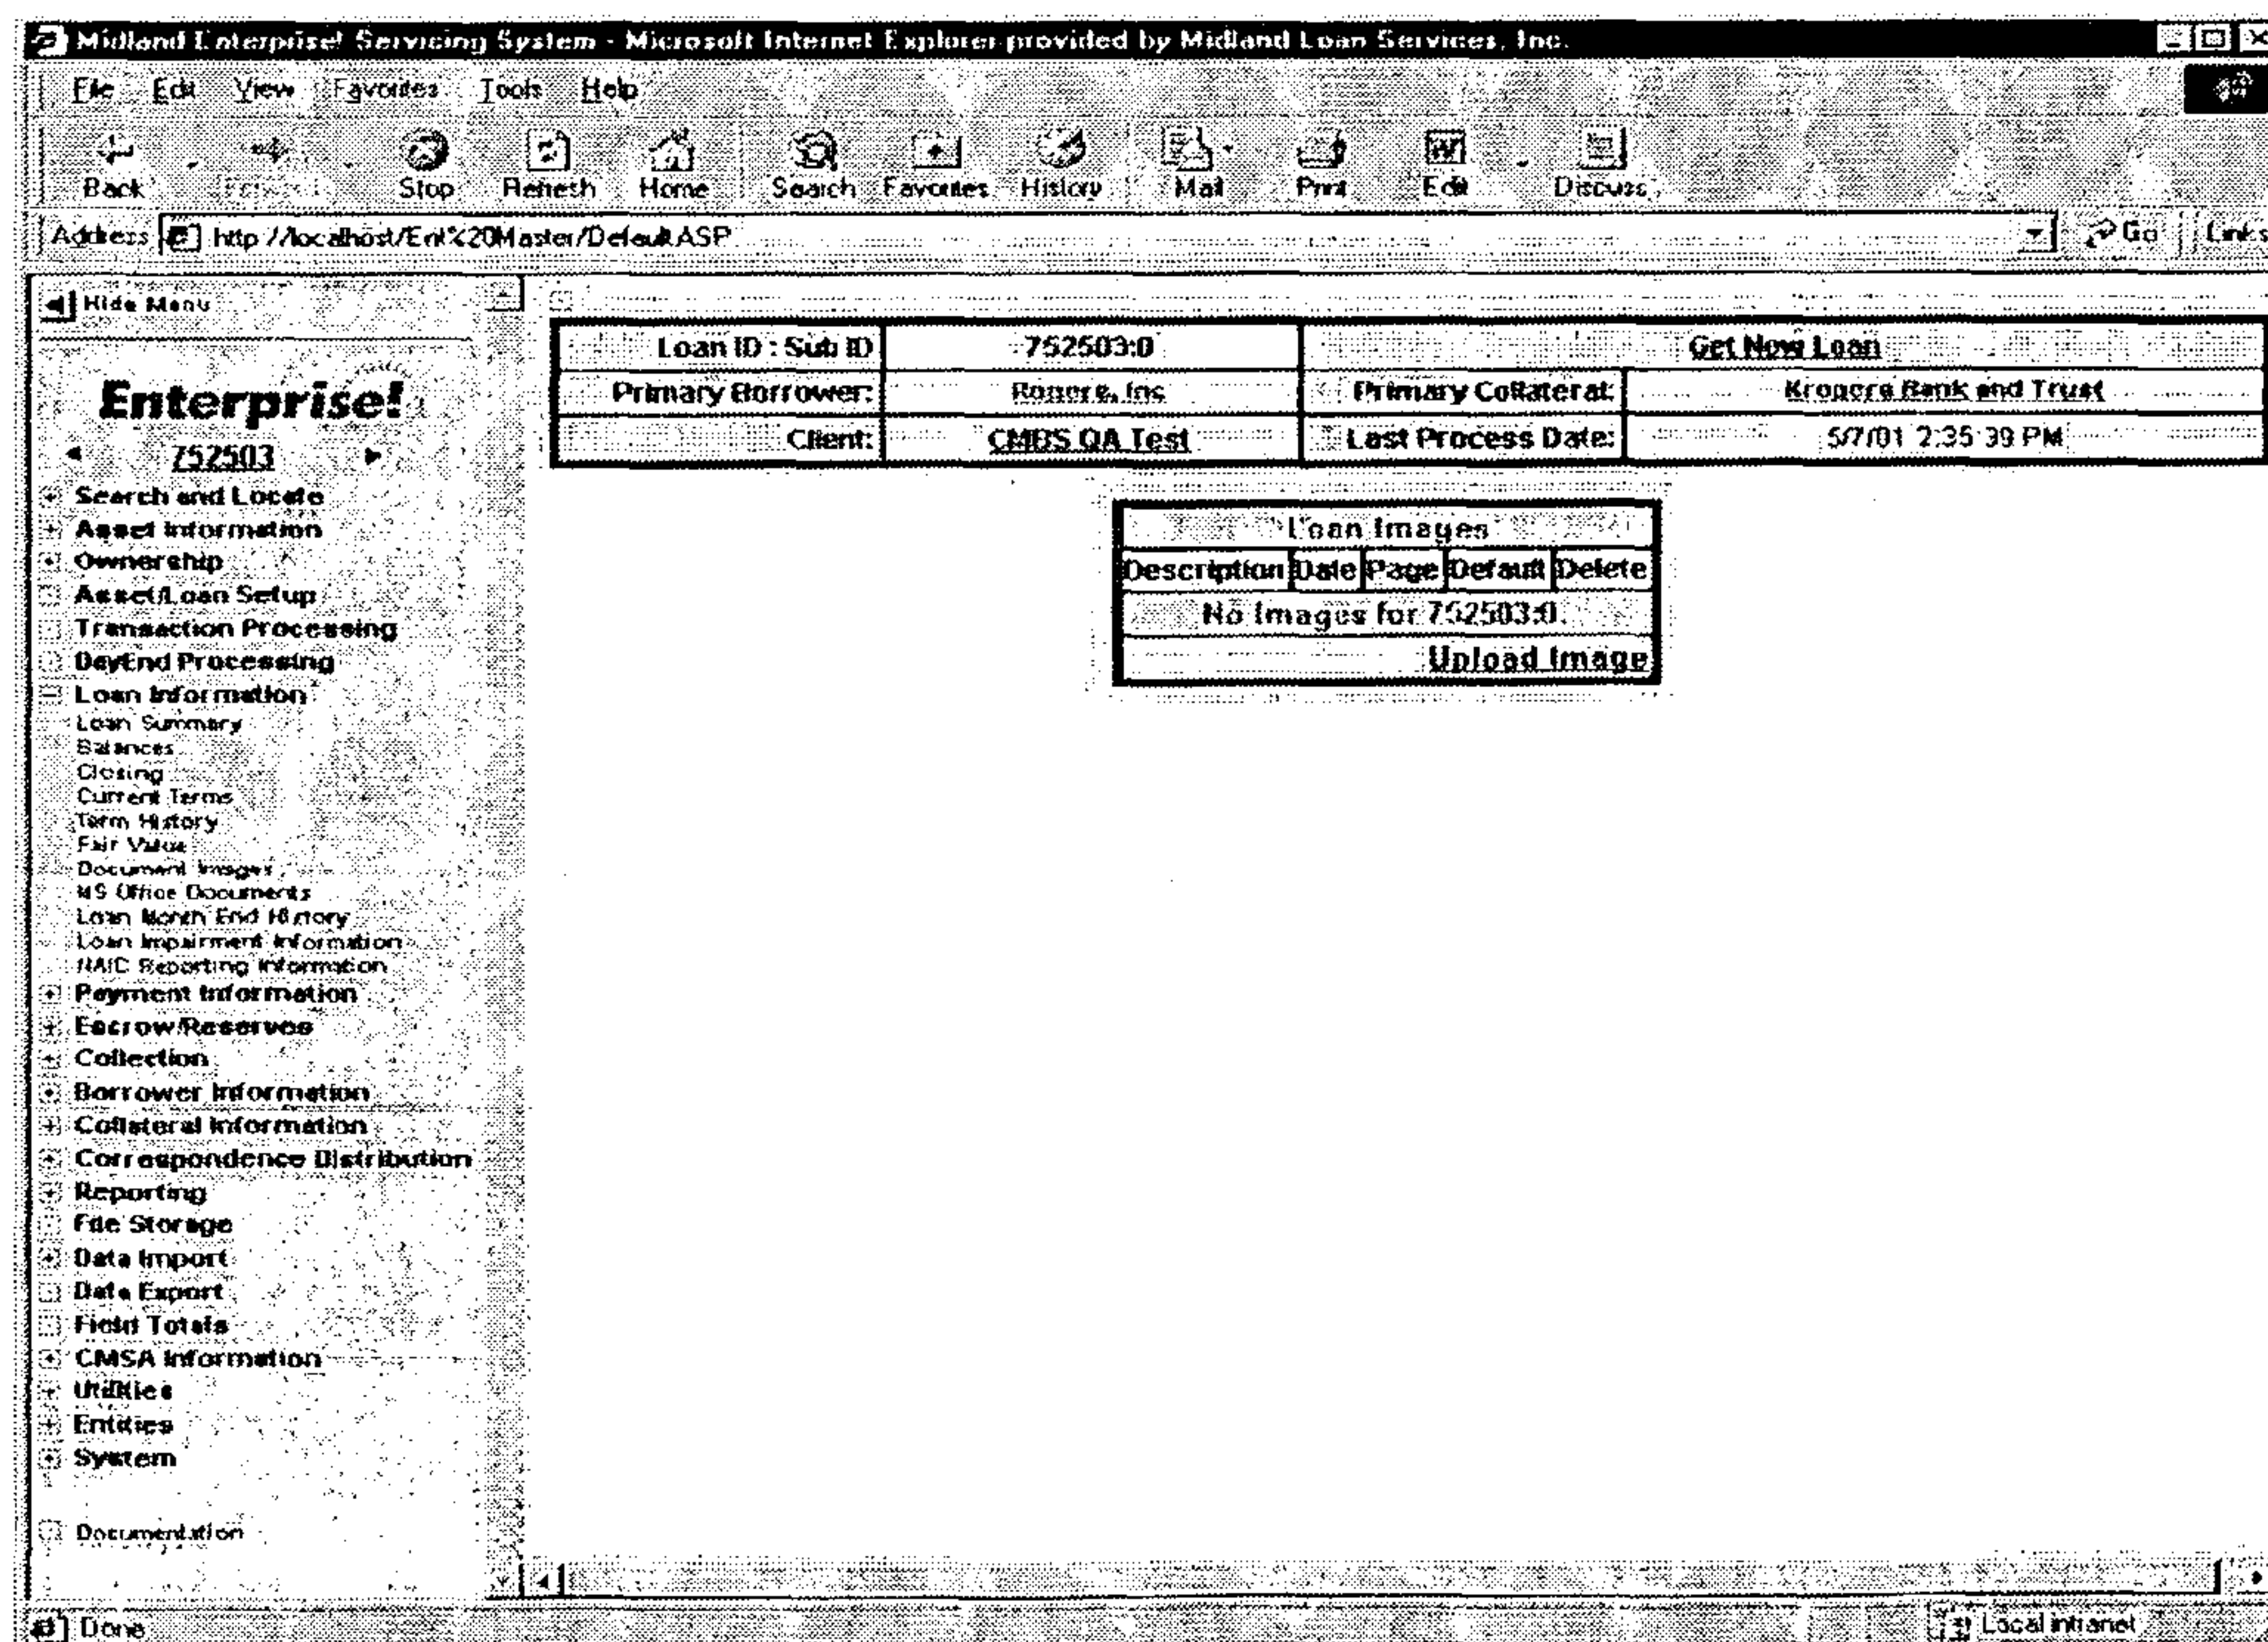 Midland Enterprise! Servicing System - Microsoft Internet Explorer provided by Midland Loan Services, Inc.
File Edit View Favorites Tools Help
Back Forward Stop Refresh Home Search Favorites History Mail Print Edit Discuss
Address http://localhost/Ent%20Master/Default.ASP Go Links
Hide Menu
Enterprise!
752503
Search and Locate
Asset Information
Ownership
Asset/Loan Setup
Transaction Processing
DayEnd Processing
Loan Information
Loan Summary
Balances
Closing
Current Terms
Term History
Fair Value
Document Images
MS Office Documents
Loan Month End History
Loan Impairment Information
NAIC Reporting Information
Payment Information
Escrow/Reserves
Collection
Borrower Information
Collateral Information
Correspondence Distribution
Reporting
File Storage
Data Import
Data Export
Field Totals
CMSA Information
Utilities
Entities
System
Documentation
Loan ID : Sub ID 752503:0 Get New Loan
Primary Borrower: Inc Primary Collateral: Bank and Trust
Client: CMBS QA Test Last Process Date: 5/7/01 2:35:39 PM
Loan Images
Description Date Page Default Delete
No Images for 752503:0.
Upload Image
Done Local intranet